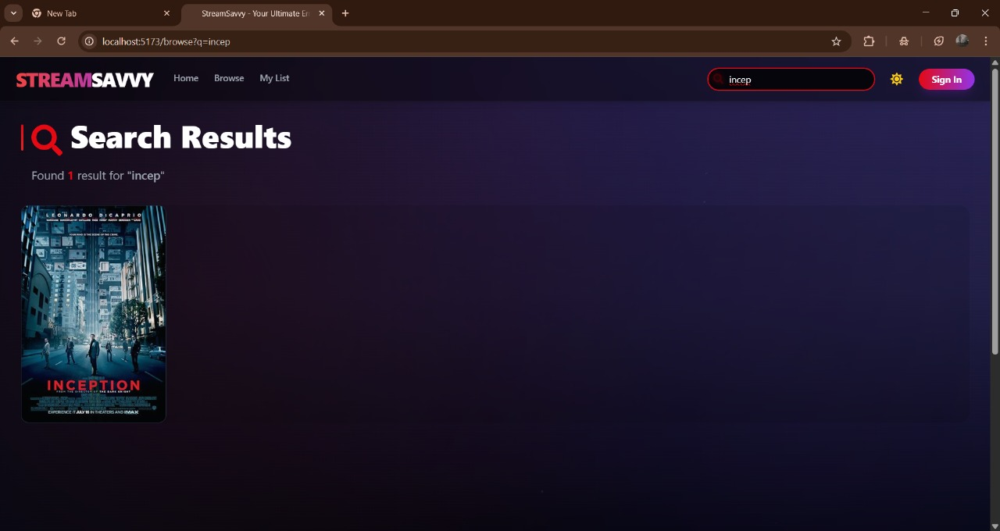 New Tab
StreamSavvy - Your Ultimate En
localhost:5173/browse?q=incep
STREAMSAVVY
Home
Browse
My List
incep
Sign In
Search Results
Found 1 result for "incep"
LEONARDO DICAPRIO
YOUR MIND IS THE SCENE OF THE CRIME
INCEPTION
FROM THE DIRECTOR OF THE DARK KNIGHT
EXPERIENCE IT JULY 16 IN THEATERS AND IMAX